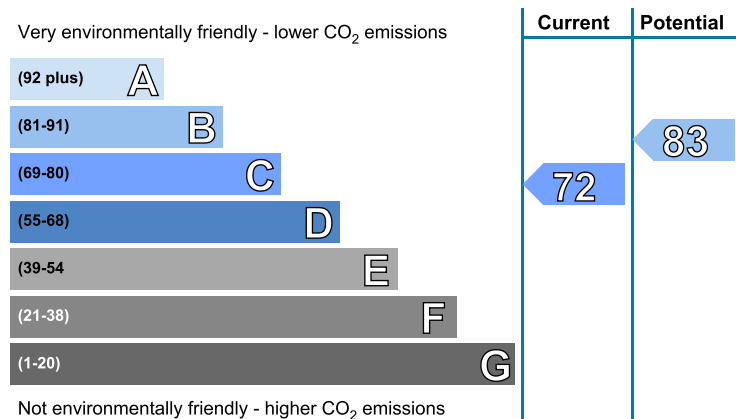 Current Potential
Very environmentally friendly - lower CO₂ emissions
(92 plus) A
(81-91) B
83
(69-80) C
72
(55-68) D
(39-54 E
(21-38) F
(1-20) G
Not environmentally friendly - higher CO₂ emissions